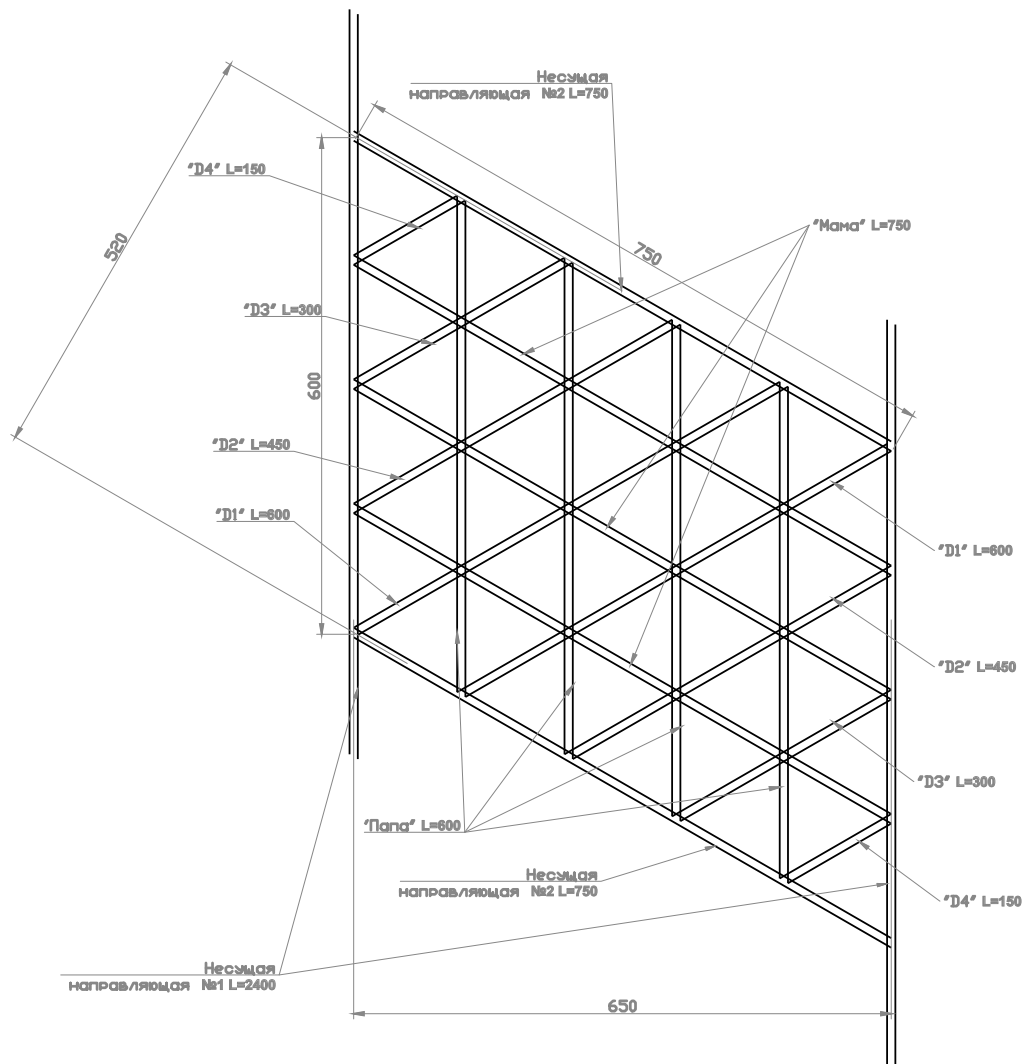 Несущая
направляющая №2 L=750
"D4" L=150
"Мама" L=750
520
750
"D3" L=300
600
"D2" L=450
"D1" L=600
"D1" L=600
"D2" L=450
"D3" L=300
"Папа" L=600
Несущая
направляющая №2 L=750
"D4" L=150
Несущая
направляющая №1 L=2400
650